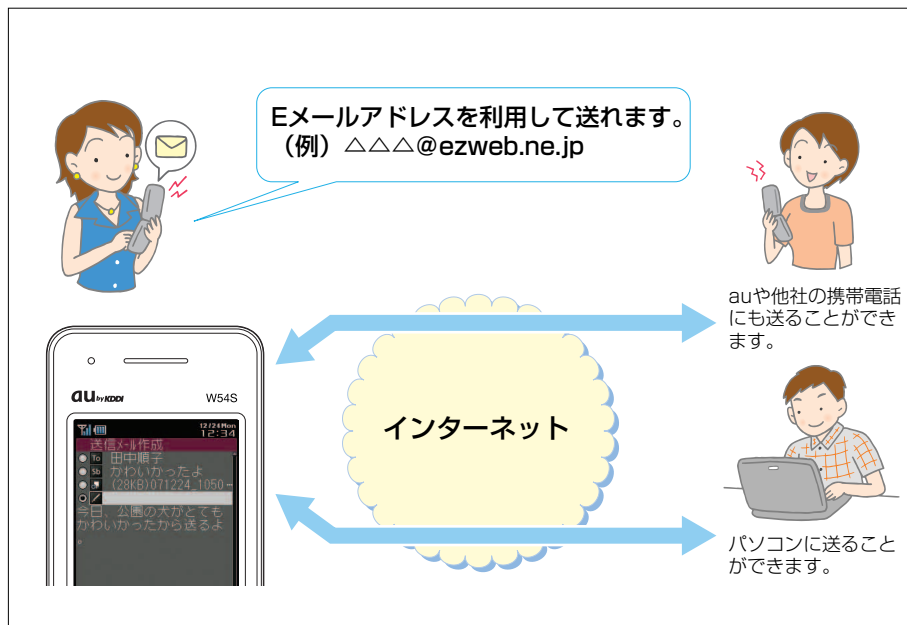 Eメールアドレスを利用して送れます。
（例）△△△@ezweb.ne.jp
auや他社の携帯電話
にも送ることができ
ます。
au by KDDI
W54S
12/24Mon
12:34
送信メール作成
To 田中順子
Sb かわいかったよ
(28KB)071224_1050…
今日、公園の犬がとても
かわいかったから送るよ
。
インターネット
パソコンに送ること
ができます。